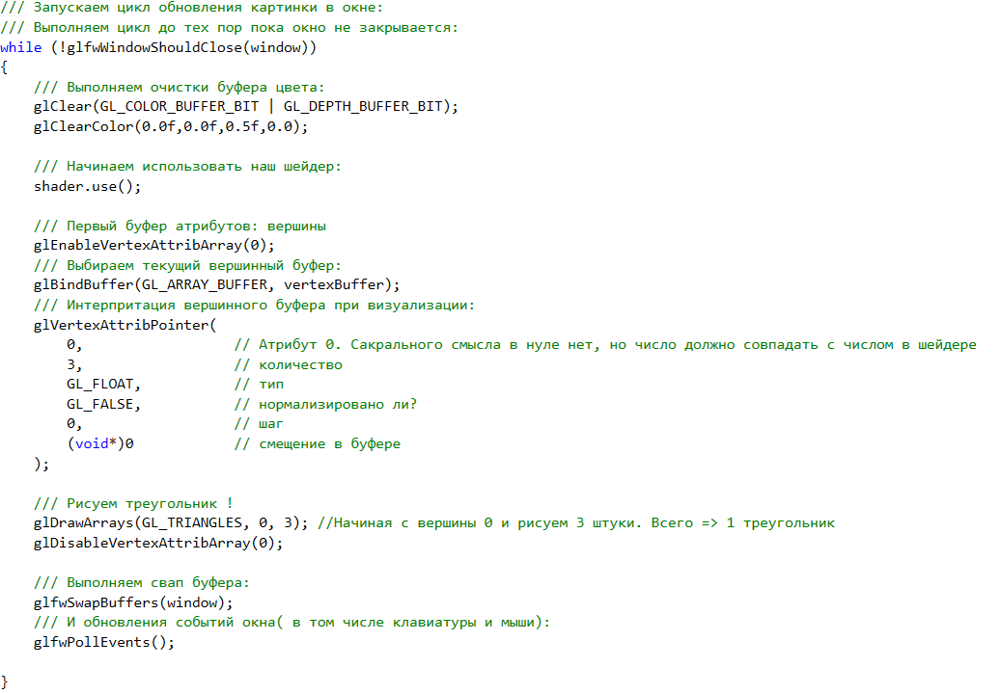 /// Запускаем цикл обновления картинки в окне:
/// Выполняем цикл до тех пор пока окно не закрывается:
while (!glfwWindowShouldClose(window))
{
    /// Выполняем очистки буфера цвета:
    glClear(GL_COLOR_BUFFER_BIT | GL_DEPTH_BUFFER_BIT);
    glClearColor(0.0f,0.0f,0.5f,0.0);

    /// Начинаем использовать наш шейдер:
    shader.use();

    /// Первый буфер атрибутов: вершины
    glEnableVertexAttribArray(0);
    /// Выбираем текущий вершинный буфер:
    glBindBuffer(GL_ARRAY_BUFFER, vertexBuffer);
    /// Интерпритация вершинного буфера при визуализации:
    glVertexAttribPointer(
        0,                  // Атрибут 0. Сакрального смысла в нуле нет, но число должно совпадать с числом в шейдере
        3,                  // количество
        GL_FLOAT,           // тип
        GL_FALSE,           // нормализировано ли?
        0,                  // шаг
        (void*)0            // смещение в буфере
    );

    /// Рисуем треугольник !
    glDrawArrays(GL_TRIANGLES, 0, 3); //Начиная с вершины 0 и рисуем 3 штуки. Всего => 1 треугольник
    glDisableVertexAttribArray(0);

    /// Выполняем свап буфера:
    glfwSwapBuffers(window);
    /// И обновления событий окна( в том числе клавиатуры и мыши):
    glfwPollEvents();

}